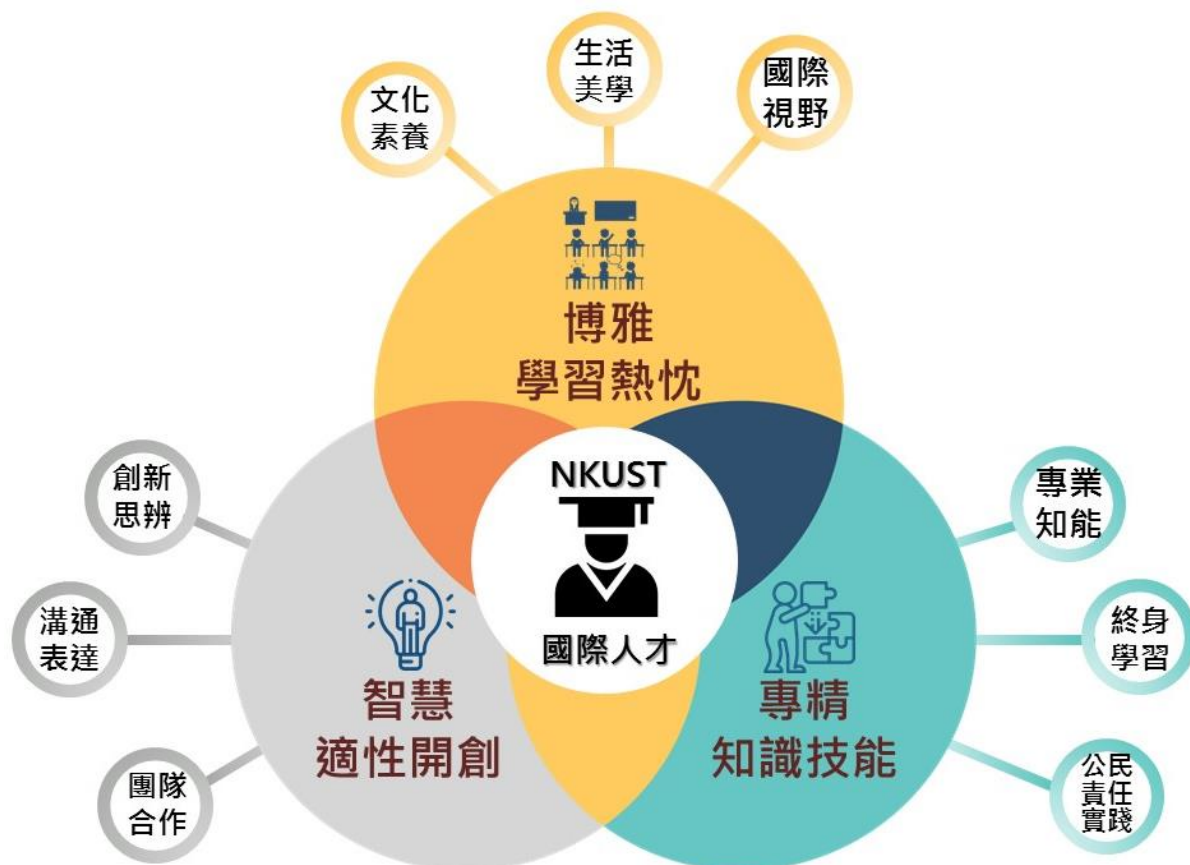 生活
美學
國際
視野
文化
素養
博雅
學習熱忱
NKUST
國際人才
創新
思辨
溝通
表達
團隊
合作
智慧
適性開創
專精
知識技能
專業
知能
終身
學習
公民
責任
實踐